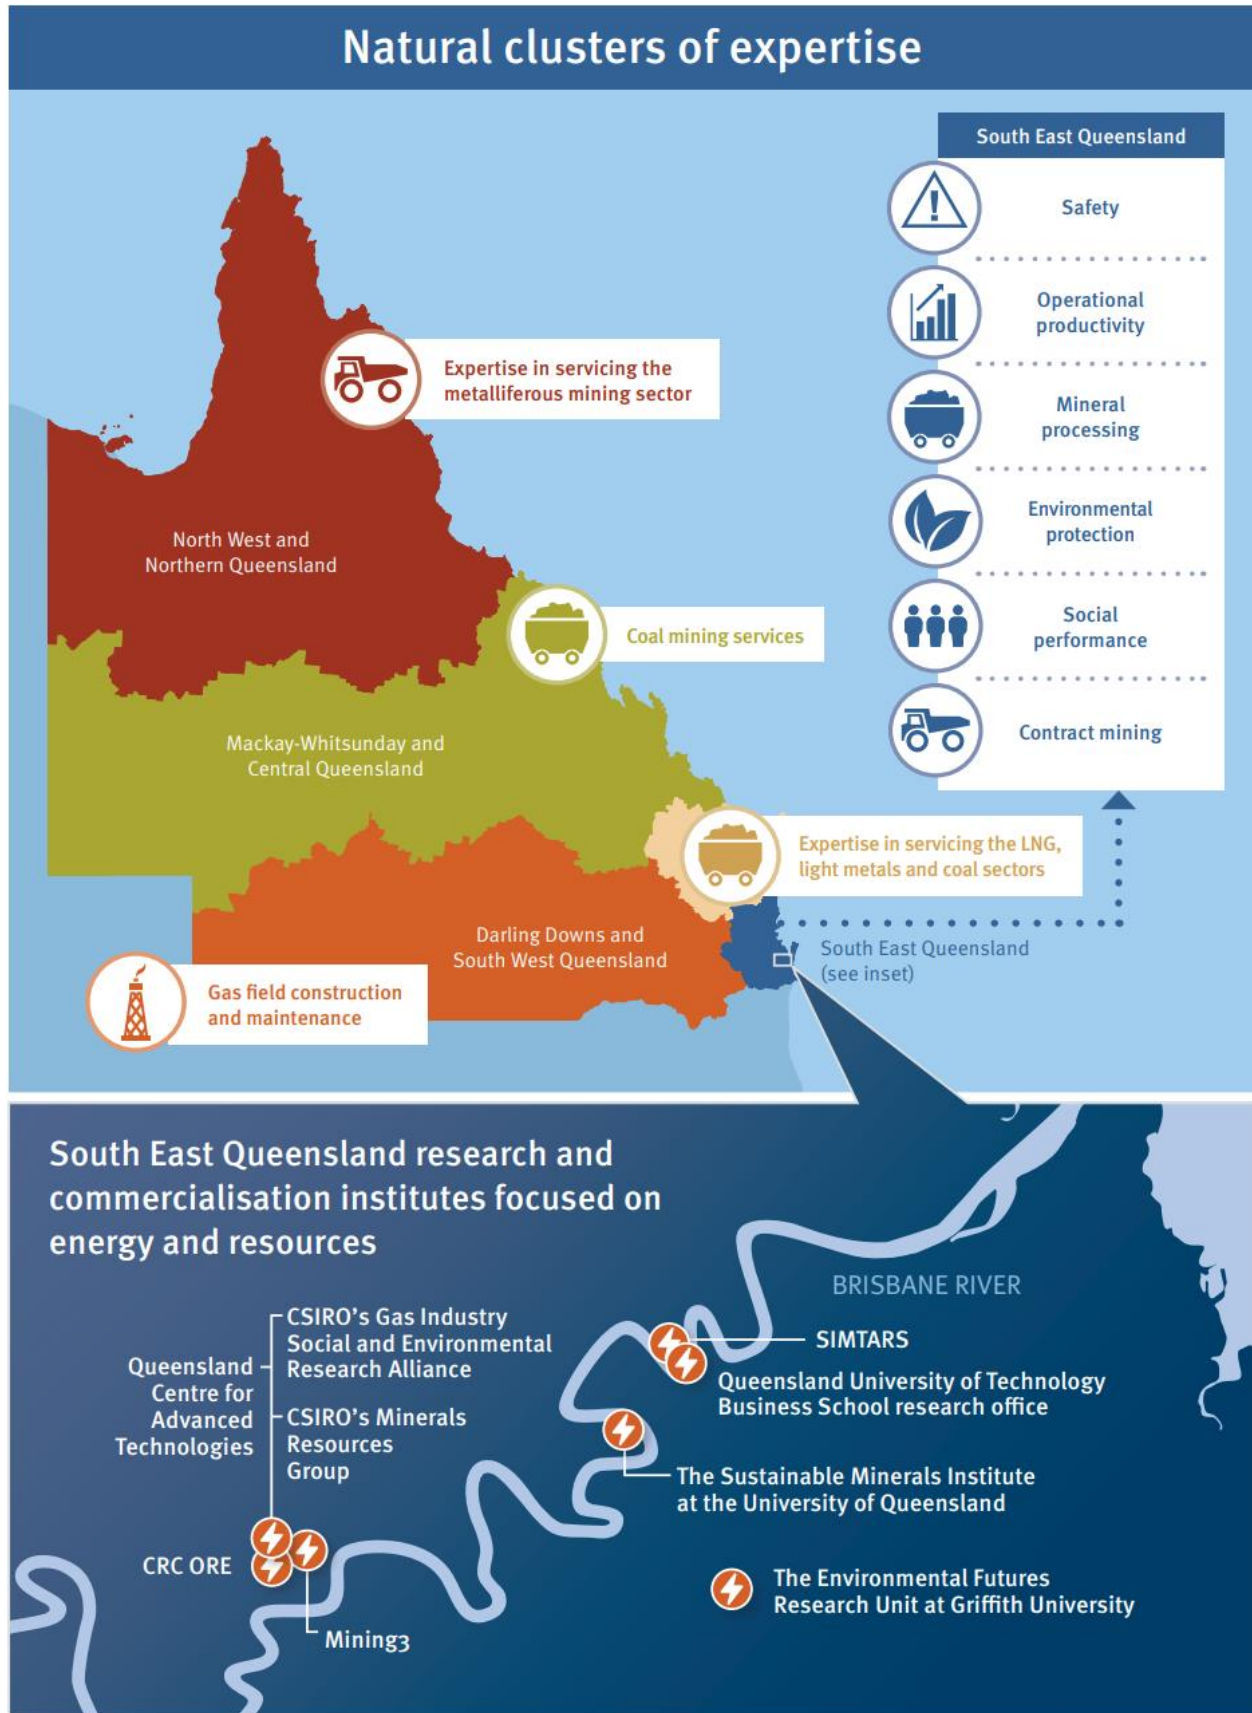 Natural clusters of expertise
South East Queensland
Safety
Operational
productivity
Mineral
processing
Environmental
protection
Social
performance
Contract mining
Expertise in servicing the
metalliferous mining sector
North West and
Northern Queensland
Coal mining services
Mackay-Whitsunday and
Central Queensland
Expertise in servicing the LNG,
light metals and coal sectors
Darling Downs and
South West Queensland
South East Queensland
(see inset)
Gas field construction
and maintenance
South East Queensland research and
commercialisation institutes focused on
energy and resources
BRISBANE RIVER
CSIRO’s Gas Industry
Social and Environmental
Research Alliance
Queensland
Centre for
Advanced
Technologies
CSIRO’s Minerals
Resources
Group
SIMTARS
Queensland University of Technology
Business School research office
The Sustainable Minerals Institute
at the University of Queensland
CRC ORE
Mining3
The Environmental Futures
Research Unit at Griffith University